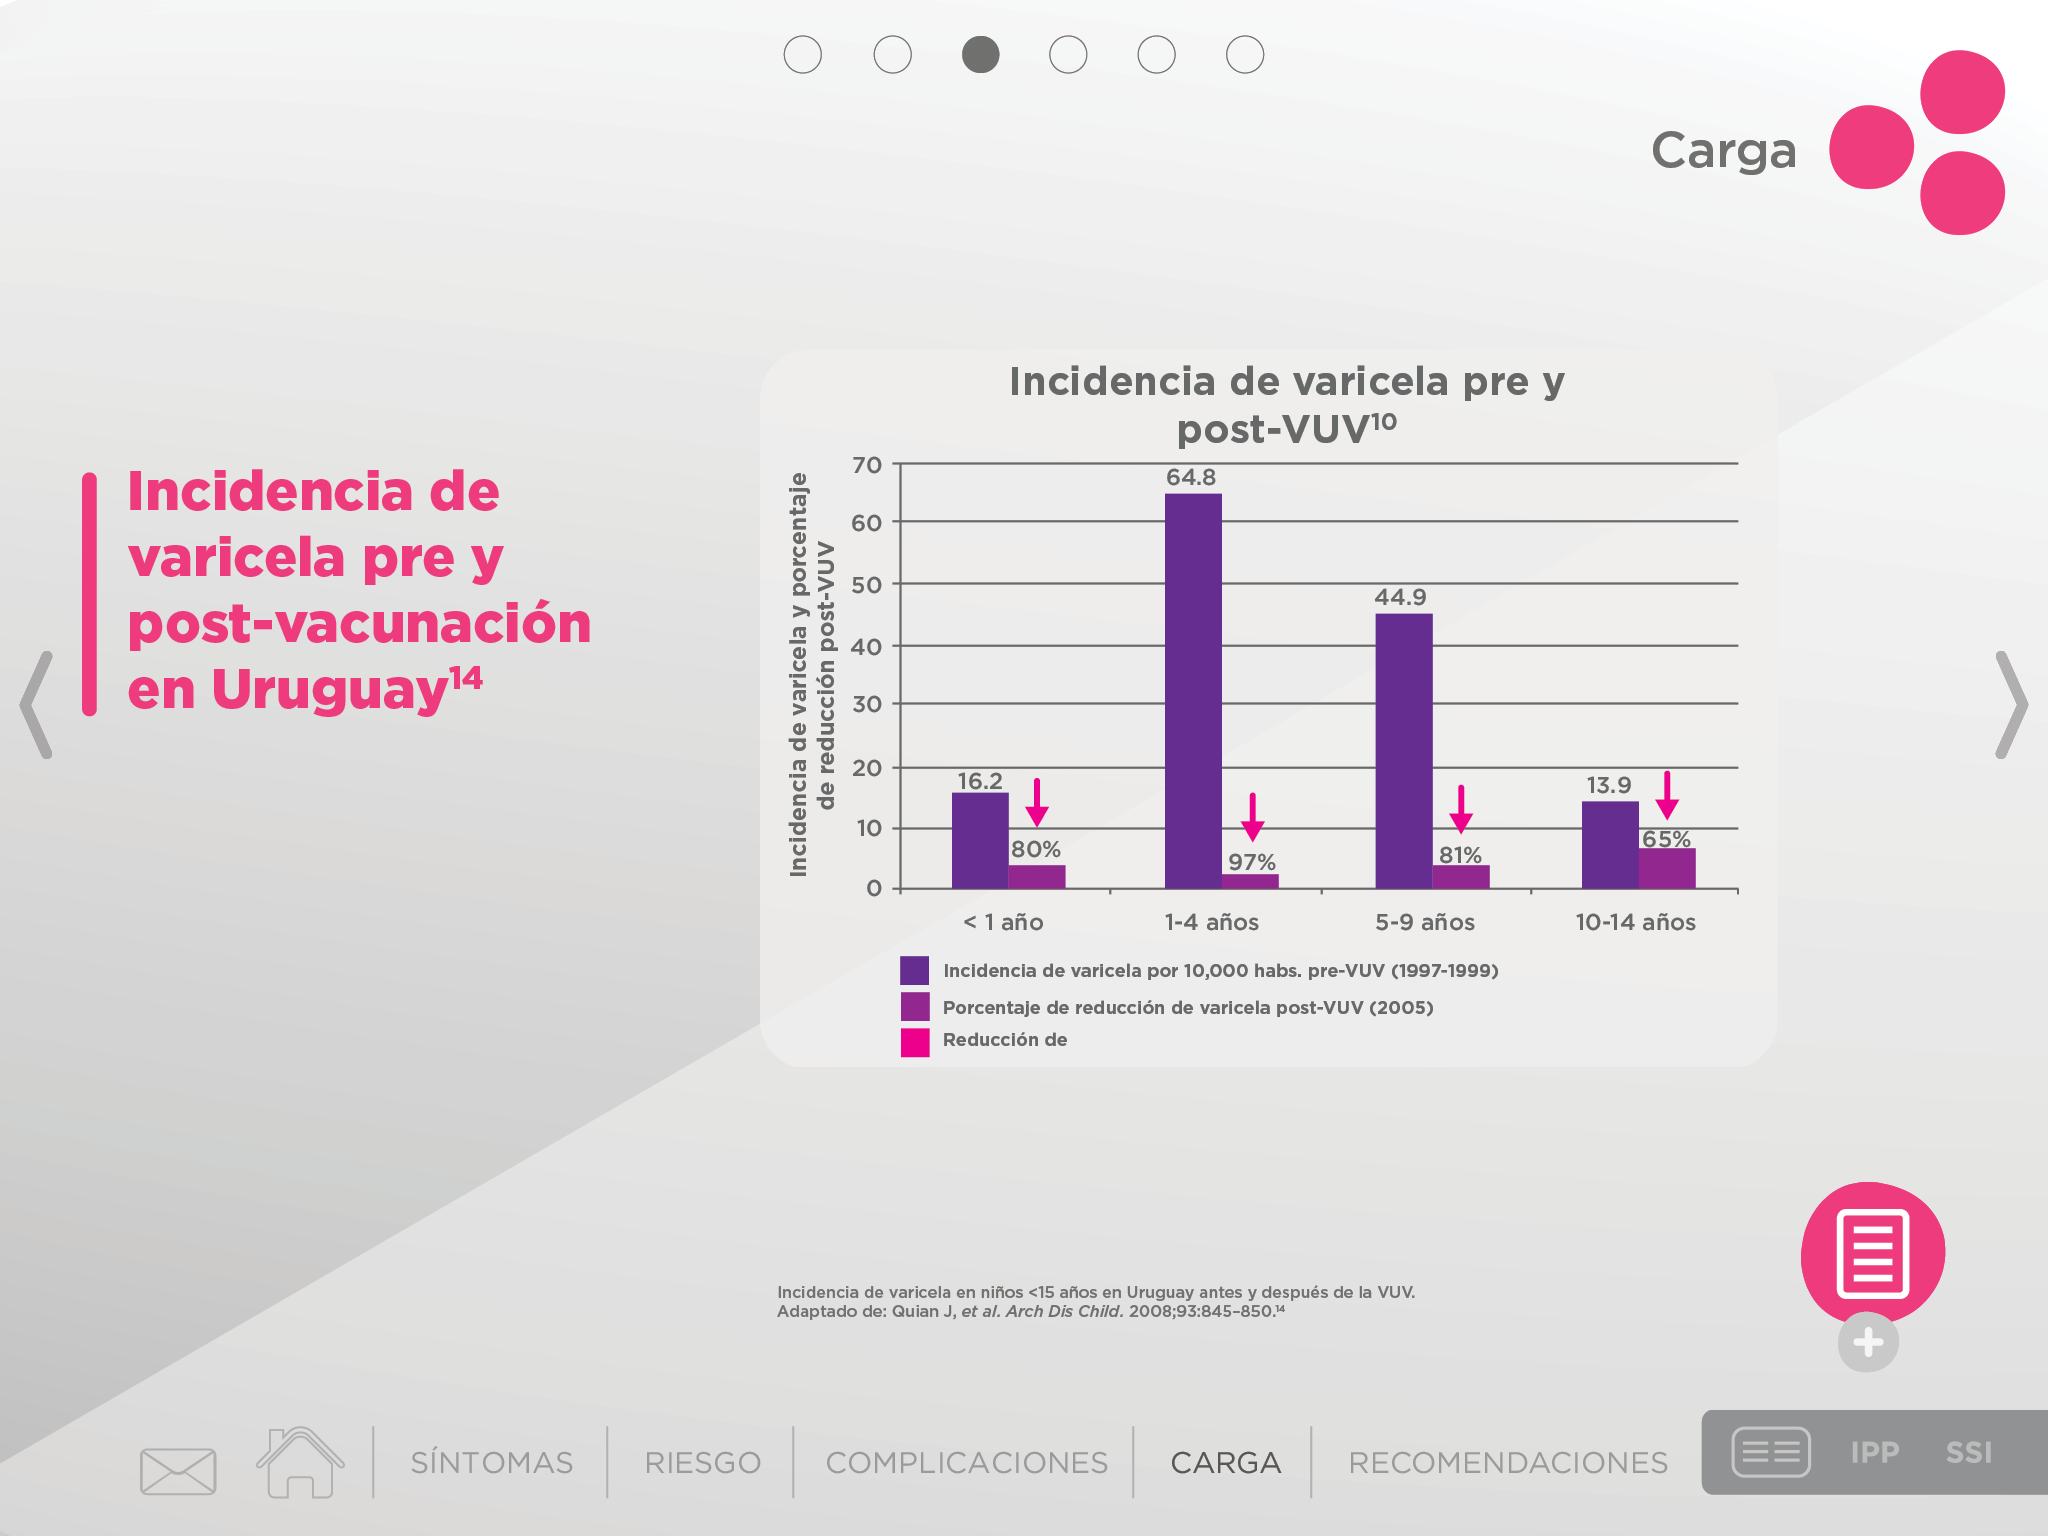 Carga
Incidencia de
varicela pre y
post-vacunación
en Uruguay¹⁴
Incidencia de varicela pre y
post-VUV¹⁰
Incidencia de varicela y porcentaje
de reducción post-VUV
70
60
50
40
30
20
10
0
16.2
80%
64.8
97%
44.9
81%
13.9
65%
< 1 año
1-4 años
5-9 años
10-14 años
Incidencia de varicela por 10,000 habs. pre-VUV (1997-1999)
Porcentaje de reducción de varicela post-VUV (2005)
Reducción de
Incidencia de varicela en niños <15 años en Uruguay antes y después de la VUV.
Adaptado de: Quian J, et al. Arch Dis Child. 2008;93:845–850.¹⁴
SÍNTOMAS
RIESGO
COMPLICACIONES
CARGA
RECOMENDACIONES
IPP
SSI